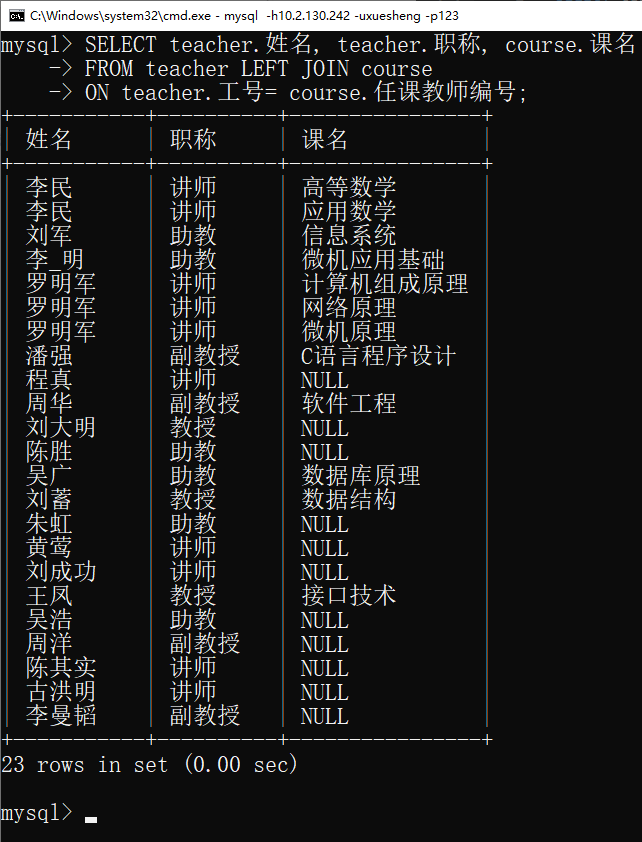 C:\Windows\system32\cmd.exe - mysql  -h10.2.130.242 -uxuesheng -p123
mysql> SELECT teacher.姓名, teacher.职称, course.课名
    -> FROM teacher LEFT JOIN course
    -> ON teacher.工号= course.任课教师编号;
+-----------+----------+-----------------+
| 姓名 | 职称 | 课名 |
+-----------+----------+-----------------+
| 李民 | 讲师 | 高等数学 |
| 李民 | 讲师 | 应用数学 |
| 刘军 | 助教 | 信息系统 |
| 李_明 | 助教 | 微机应用基础 |
| 罗明军 | 讲师 | 计算机组成原理 |
| 罗明军 | 讲师 | 网络原理 |
| 罗明军 | 讲师 | 微机原理 |
| 潘强 | 副教授 | C语言程序设计 |
| 程真 | 讲师 | NULL |
| 周华 | 副教授 | 软件工程 |
| 刘大明 | 教授 | NULL |
| 陈胜 | 助教 | NULL |
| 吴广 | 助教 | 数据库原理 |
| 刘蓄 | 教授 | 数据结构 |
| 朱虹 | 助教 | NULL |
| 黄莺 | 讲师 | NULL |
| 刘成功 | 讲师 | NULL |
| 王凤 | 教授 | 接口技术 |
| 吴浩 | 助教 | NULL |
| 周洋 | 副教授 | NULL |
| 陈其实 | 讲师 | NULL |
| 古洪明 | 讲师 | NULL |
| 李曼韬 | 副教授 | NULL |
+-----------+----------+-----------------+
23 rows in set (0.00 sec)
mysql>